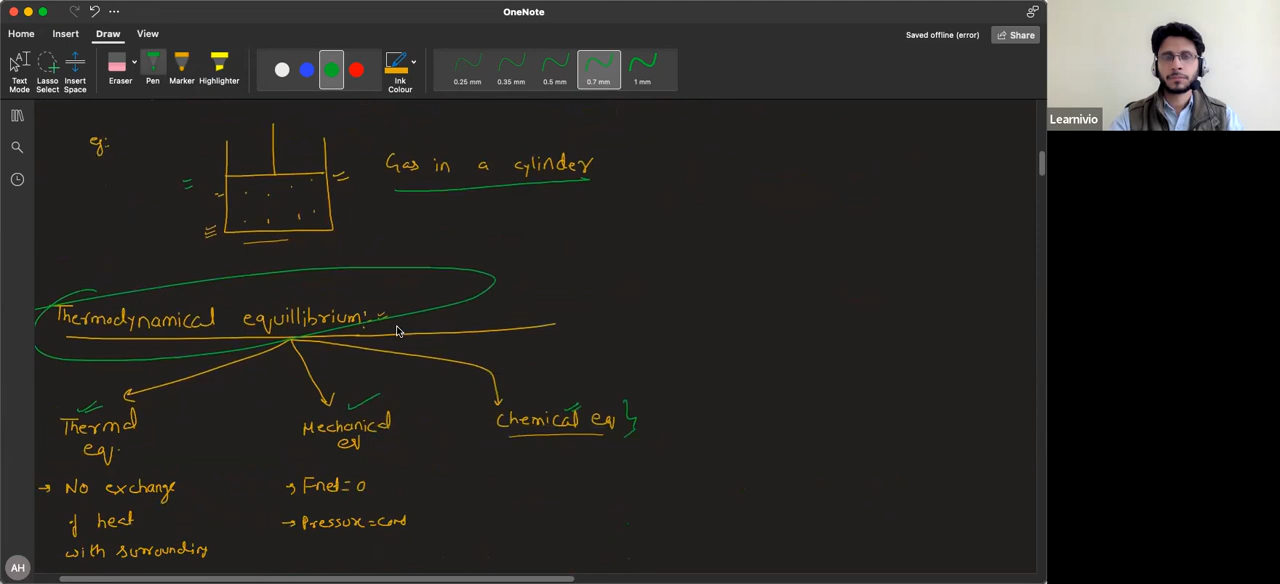 OneNote
Home Insert Draw View
Saved offline (error) Share
Text Mode
Lasso Select
Insert Space
Eraser
Pen
Marker
Highlighter
Ink Colour
0.25 mm 0.35 mm 0.5 mm 0.7 mm 1 mm
Learnivio
eg:
Gas in a cylinder
Thermodynamical equillibrium:-
Thermal eq.
Mechanical eq
Chemical eq
→ No exchange
of heat
with surrounding
→ Fnet = 0
→ Pressure = const
AH